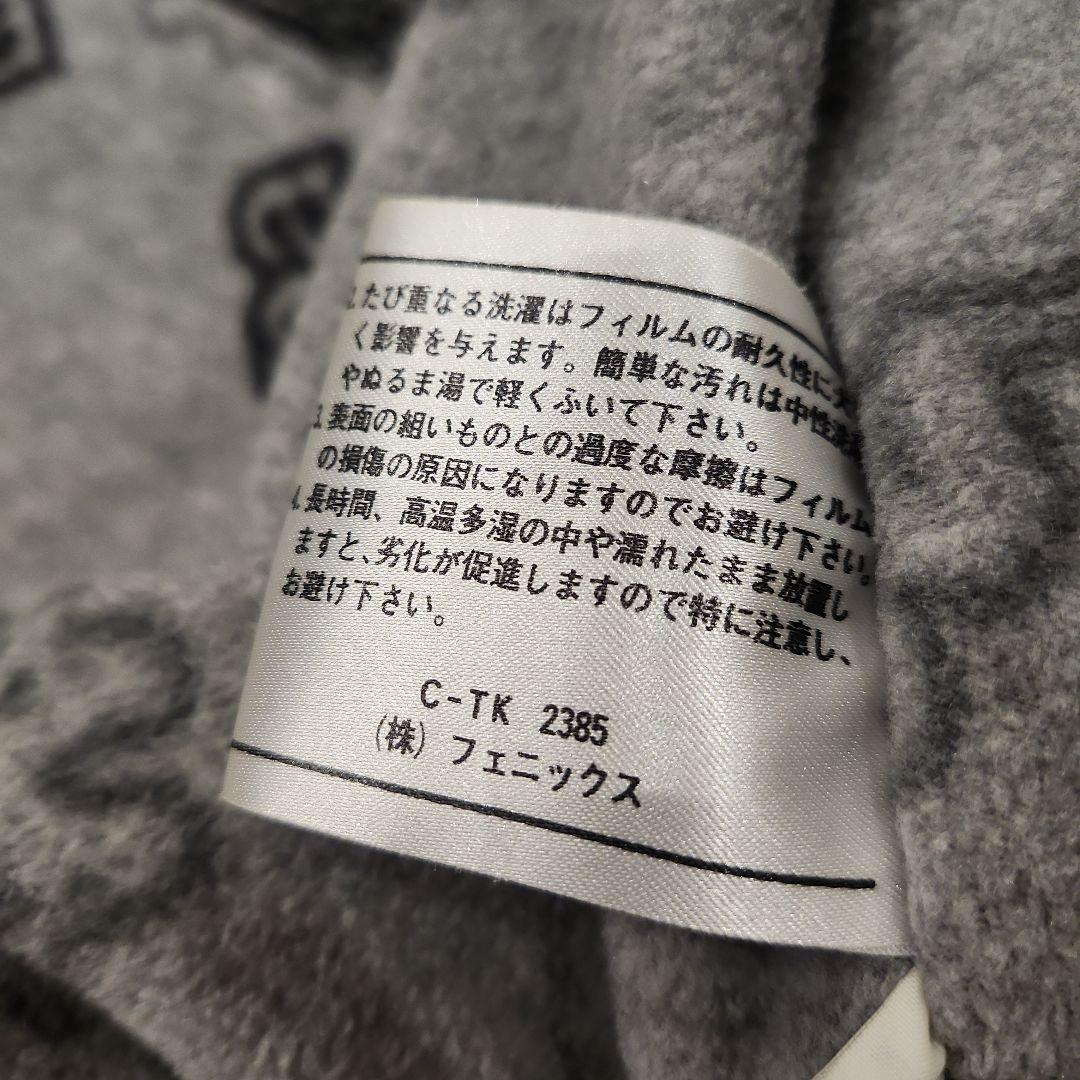 2. たび重なる洗濯はフィルムの耐久性に大
く影響を与えます。簡単な汚れは中性洗
やぬるま湯で軽くふいて下さい。
3. 表面の組いものとの過度な摩擦はフィルム
の損傷の原因になりますのでお避け下さい。
4. 長時間、高温多湿の中や濡れたまま放置し
ますと、劣化が促進しますので特に注意し、
お避け下さい。
C-TK 2385
(株) フェニックス